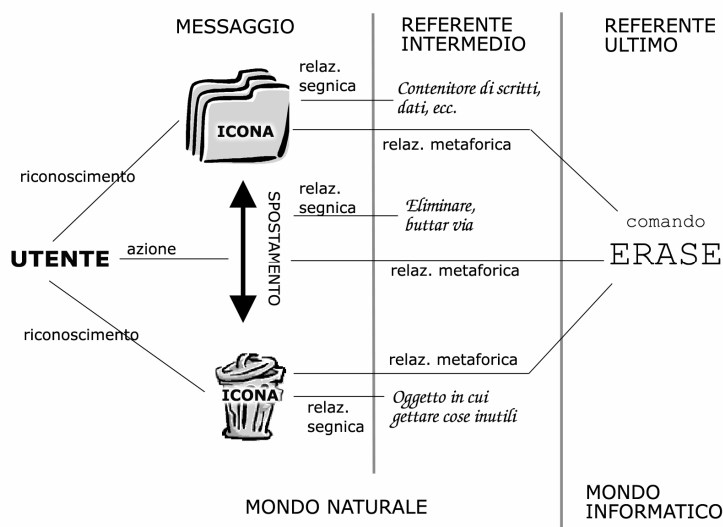 MESSAGGIO
REFERENTE
INTERMEDIO
REFERENTE
ULTIMO
relaz.
segnica
Contenitore di scritti,
dati, ecc.
ICONA
relaz. metaforica
riconoscimento
relaz.
segnica
Eliminare,
buttar via
SPOSTAMENTO
comando
ERASE
UTENTE
azione
relaz. metaforica
riconoscimento
relaz. metaforica
ICONA
Oggetto in cui
gettare cose inutili
relaz.
segnica
MONDO NATURALE
MONDO
INFORMATICO